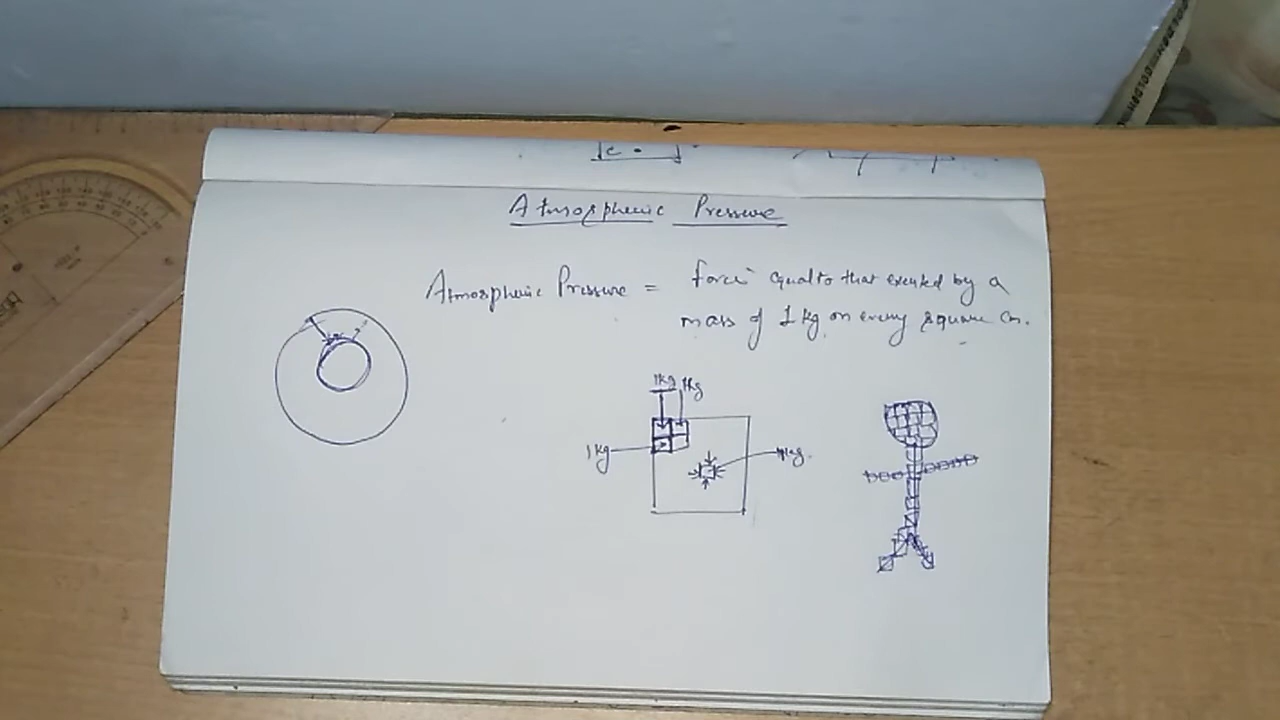 Atmospheric Pressure
Atmospheric Pressure = force equal to that exerted by a
mass of 1 kg on every square cm.
1kg 1kg
1kg